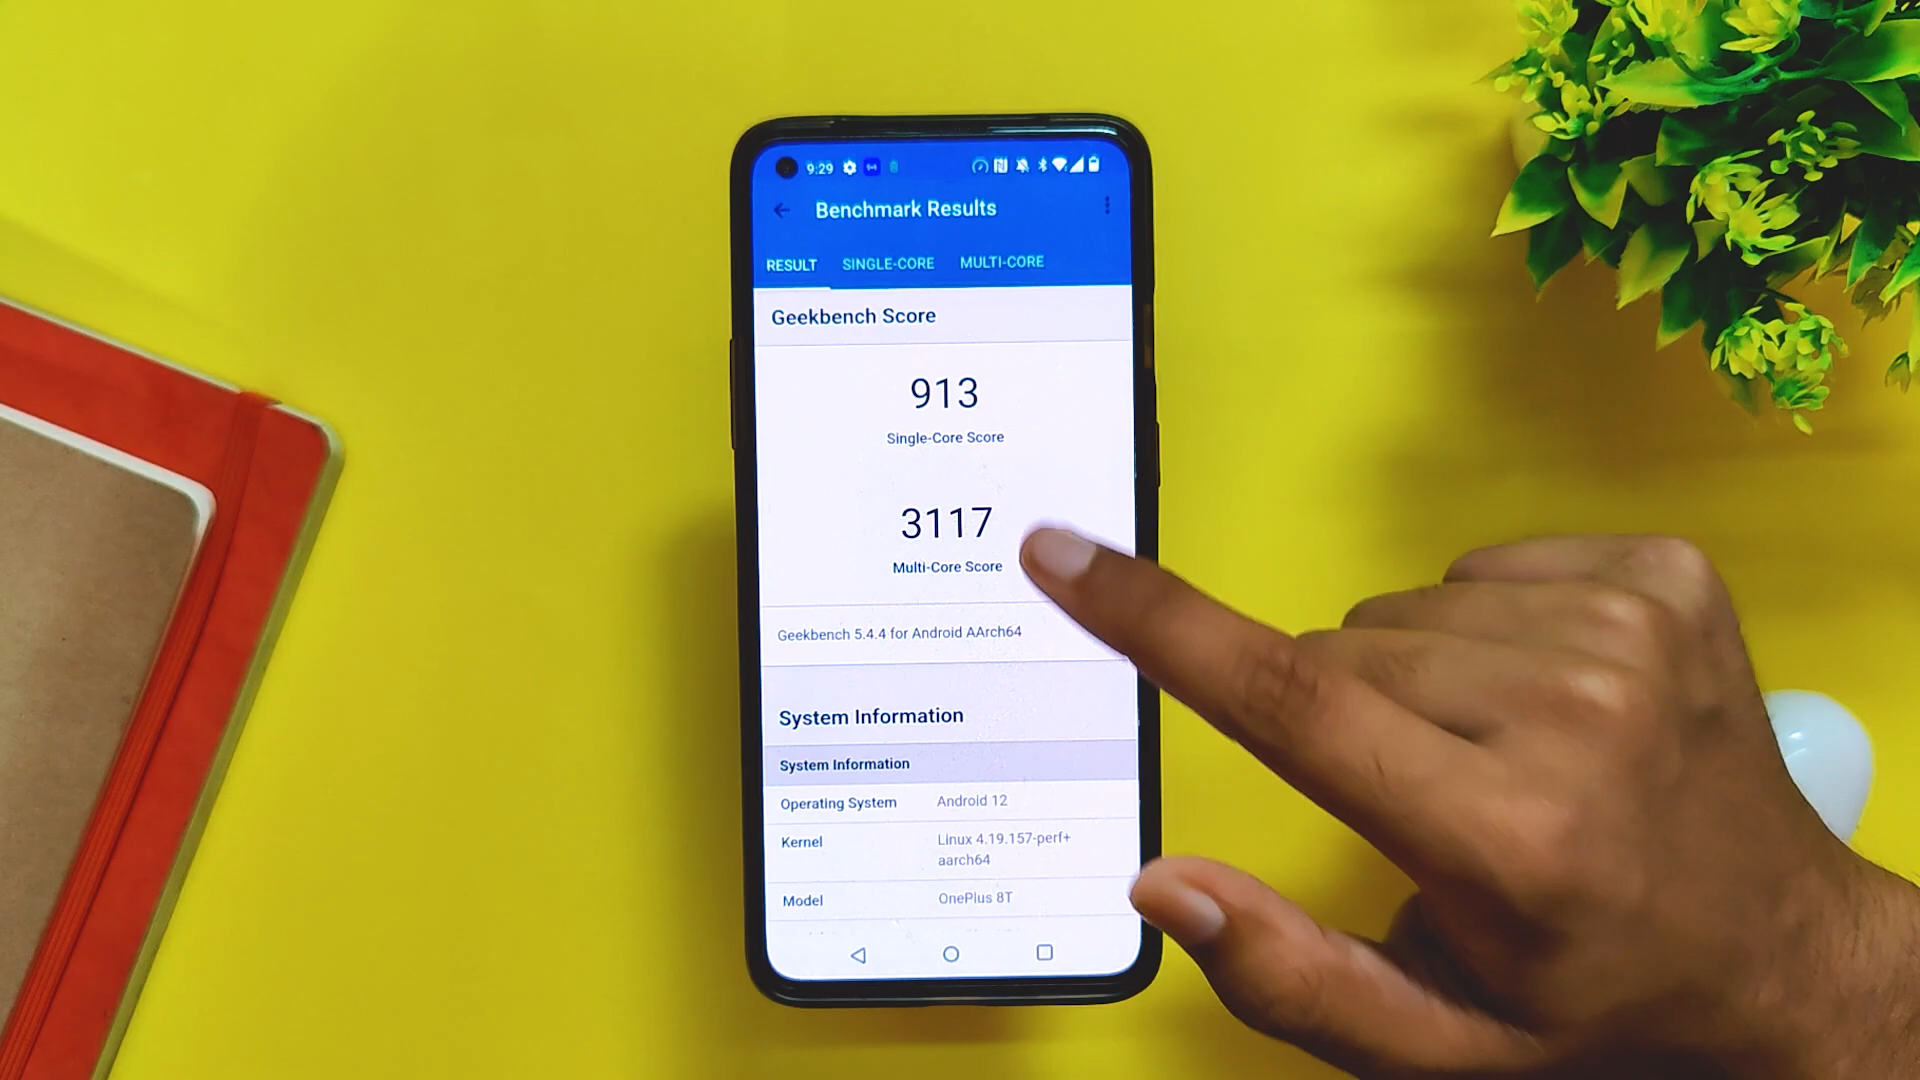 9:29
Benchmark Results
RESULT SINGLE-CORE MULTI-CORE
Geekbench Score
913
Single-Core Score
3117
Multi-Core Score
Geekbench 5.4.4 for Android AArch64
System Information
System Information
Operating System Android 12
Kernel Linux 4.19.157-perf+
aarch64
Model OnePlus 8T